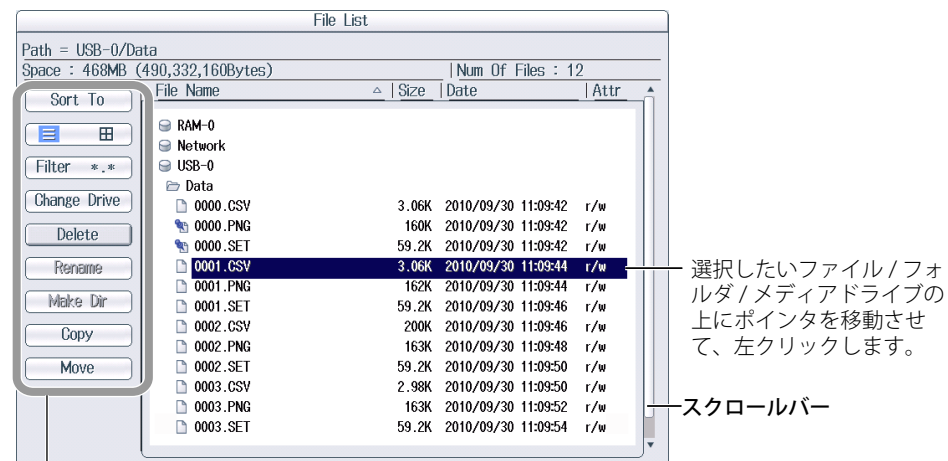 File List
Path = USB-0/Data
Space : 468MB (490,332,160Bytes) Num Of Files : 12
File Name Size Date Attr
Sort To
Filter *.*
Change Drive
Delete
Rename
Make Dir
Copy
Move
RAM-0
Network
USB-0
Data
0000.CSV 3.06K 2010/09/30 11:09:42 r/w
0000.PNG 160K 2010/09/30 11:09:42 r/w
0000.SET 59.2K 2010/09/30 11:09:42 r/w
0001.CSV 3.06K 2010/09/30 11:09:44 r/w
0001.PNG 162K 2010/09/30 11:09:44 r/w
0001.SET 59.2K 2010/09/30 11:09:46 r/w
0002.CSV 200K 2010/09/30 11:09:46 r/w
0002.PNG 163K 2010/09/30 11:09:48 r/w
0002.SET 59.2K 2010/09/30 11:09:50 r/w
0003.CSV 2.98K 2010/09/30 11:09:50 r/w
0003.PNG 163K 2010/09/30 11:09:52 r/w
0003.SET 59.2K 2010/09/30 11:09:54 r/w
選択したいファイル / フォ
ルダ / メディアドライブの
上にポインタを移動させ
て、左クリックします。
スクロールバー